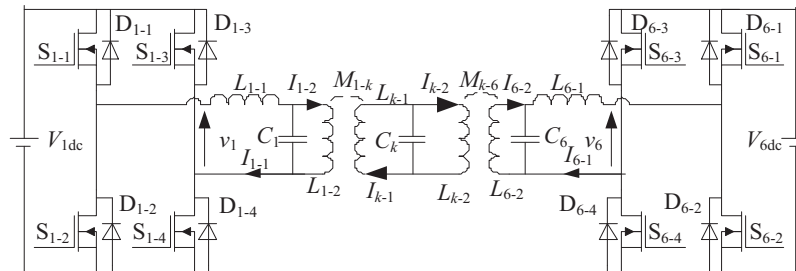 D1-1 D1-3 D6-3 D6-1
S1-1 S1-3 S6-3 S6-1
L1-1 I1-2 M1-k Lk-1 Ik-2 Mk-6 I6-2 L6-1
V1dc v1 C1 Ck C6 v6 V6dc
I1-1 L1-2 Ik-1 Lk-2 L6-2 I6-1
D1-2 D1-4 D6-4 D6-2
S1-2 S1-4 S6-4 S6-2